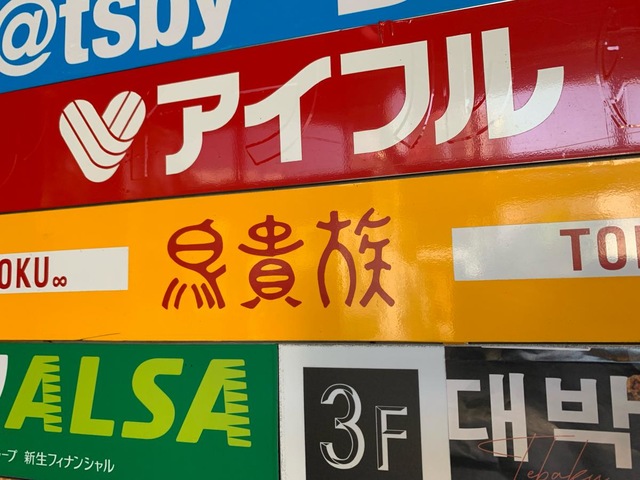 @tsby
アイフル
OKU∞
鳥貴族
TO
ALSA
ープ 新生フィナンシャル
3F
대박
Tebaku